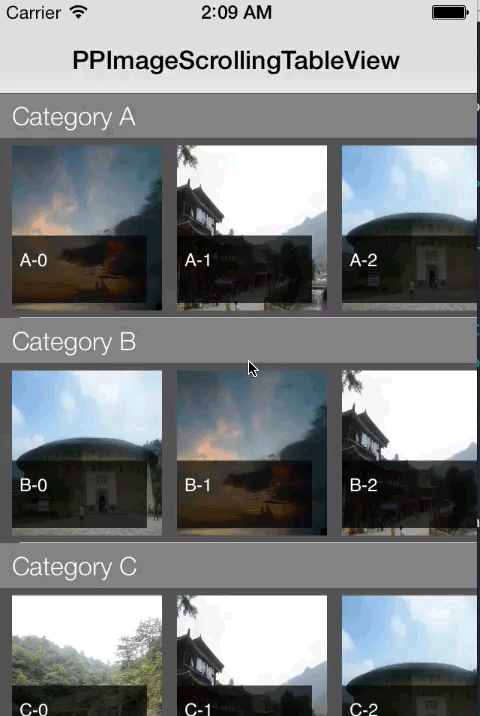 Carrier 2:09 AM
PPImageScrollingTableView
Category A
A-0 A-1 A-2
Category B
B-0 B-1 B-2
Category C
C-0 C-1 C-2